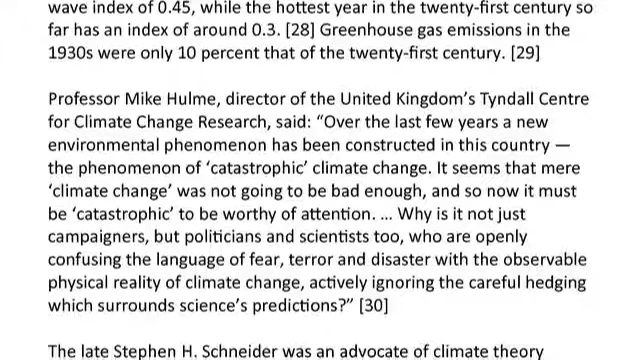 wave index of 0.45, while the hottest year in the twenty-first century so
far has an index of around 0.3. [28] Greenhouse gas emissions in the
1930s were only 10 percent that of the twenty-first century. [29]
Professor Mike Hulme, director of the United Kingdom’s Tyndall Centre
for Climate Change Research, said: “Over the last few years a new
environmental phenomenon has been constructed in this country —
the phenomenon of ‘catastrophic’ climate change. It seems that mere
‘climate change’ was not going to be bad enough, and so now it must
be ‘catastrophic’ to be worthy of attention. ... Why is it not just
campaigners, but politicians and scientists too, who are openly
confusing the language of fear, terror and disaster with the observable
physical reality of climate change, actively ignoring the careful hedging
which surrounds science’s predictions?” [30]
The late Stephen H. Schneider was an advocate of climate theory